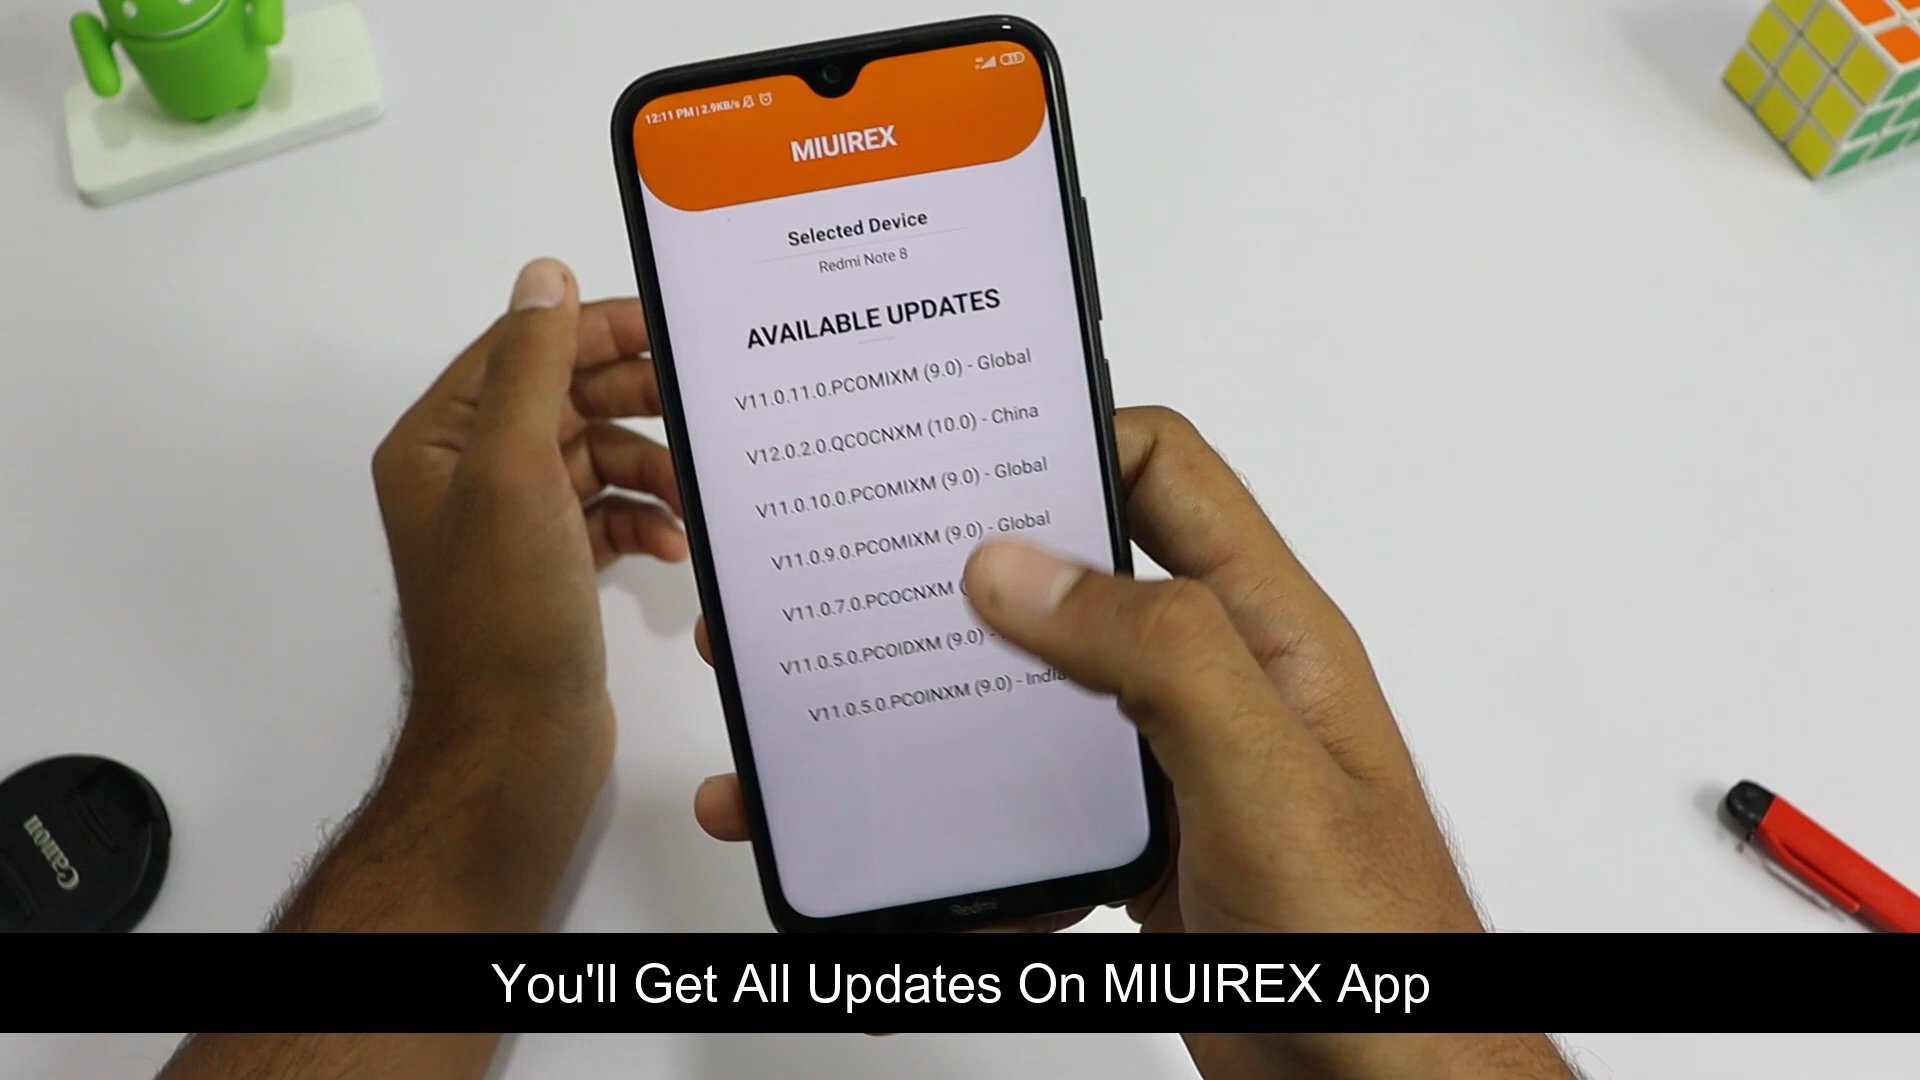 12:11 PM | 2.9KB/s
MIUIREX
Selected Device
Redmi Note 8
AVAILABLE UPDATES
V11.0.11.0.PCOMIXM (9.0) - Global
V12.0.2.0.QCOCNXM (10.0) - China
V11.0.10.0.PCOMIXM (9.0) - Global
V11.0.9.0.PCOMIXM (9.0) - Global
V11.0.7.0.PCOCNXM (
V11.0.5.0.PCOIDXM (9.0) -
V11.0.5.0.PCOINXM (9.0) - India
Redmi
Canon
You'll Get All Updates On MIUIREX App